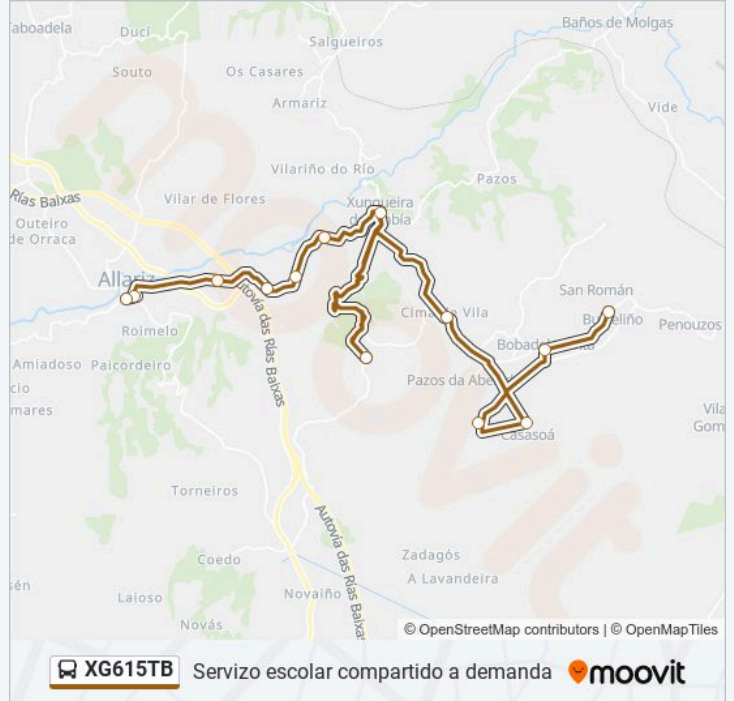 aboadela
Ducí
Baños de Molgas
Salgueiros
Souto
Os Casares
Armariz
Vide
Vilariño do Río
Pazos
Rías Baixas
Vilar de Flores
Xunqueira
Outeiro
de Orraca
Allariz
Autovía das Rías Baixas
San Román
Cima de Vila
Penouzos
Roimelo
Amiadoso
Paicordeiro
cio
mares
Pazos da Abe
Vila
Gom
Casasoá
Torneiros
Autovía das Rías Baixas
Zadagós
Coedo
A Lavandeira
sén
Laioso
Novaiño
Novás
© OpenStreetMap contributors | © OpenMapTiles
XG615TB
Servizo escolar compartido a demanda
moovit